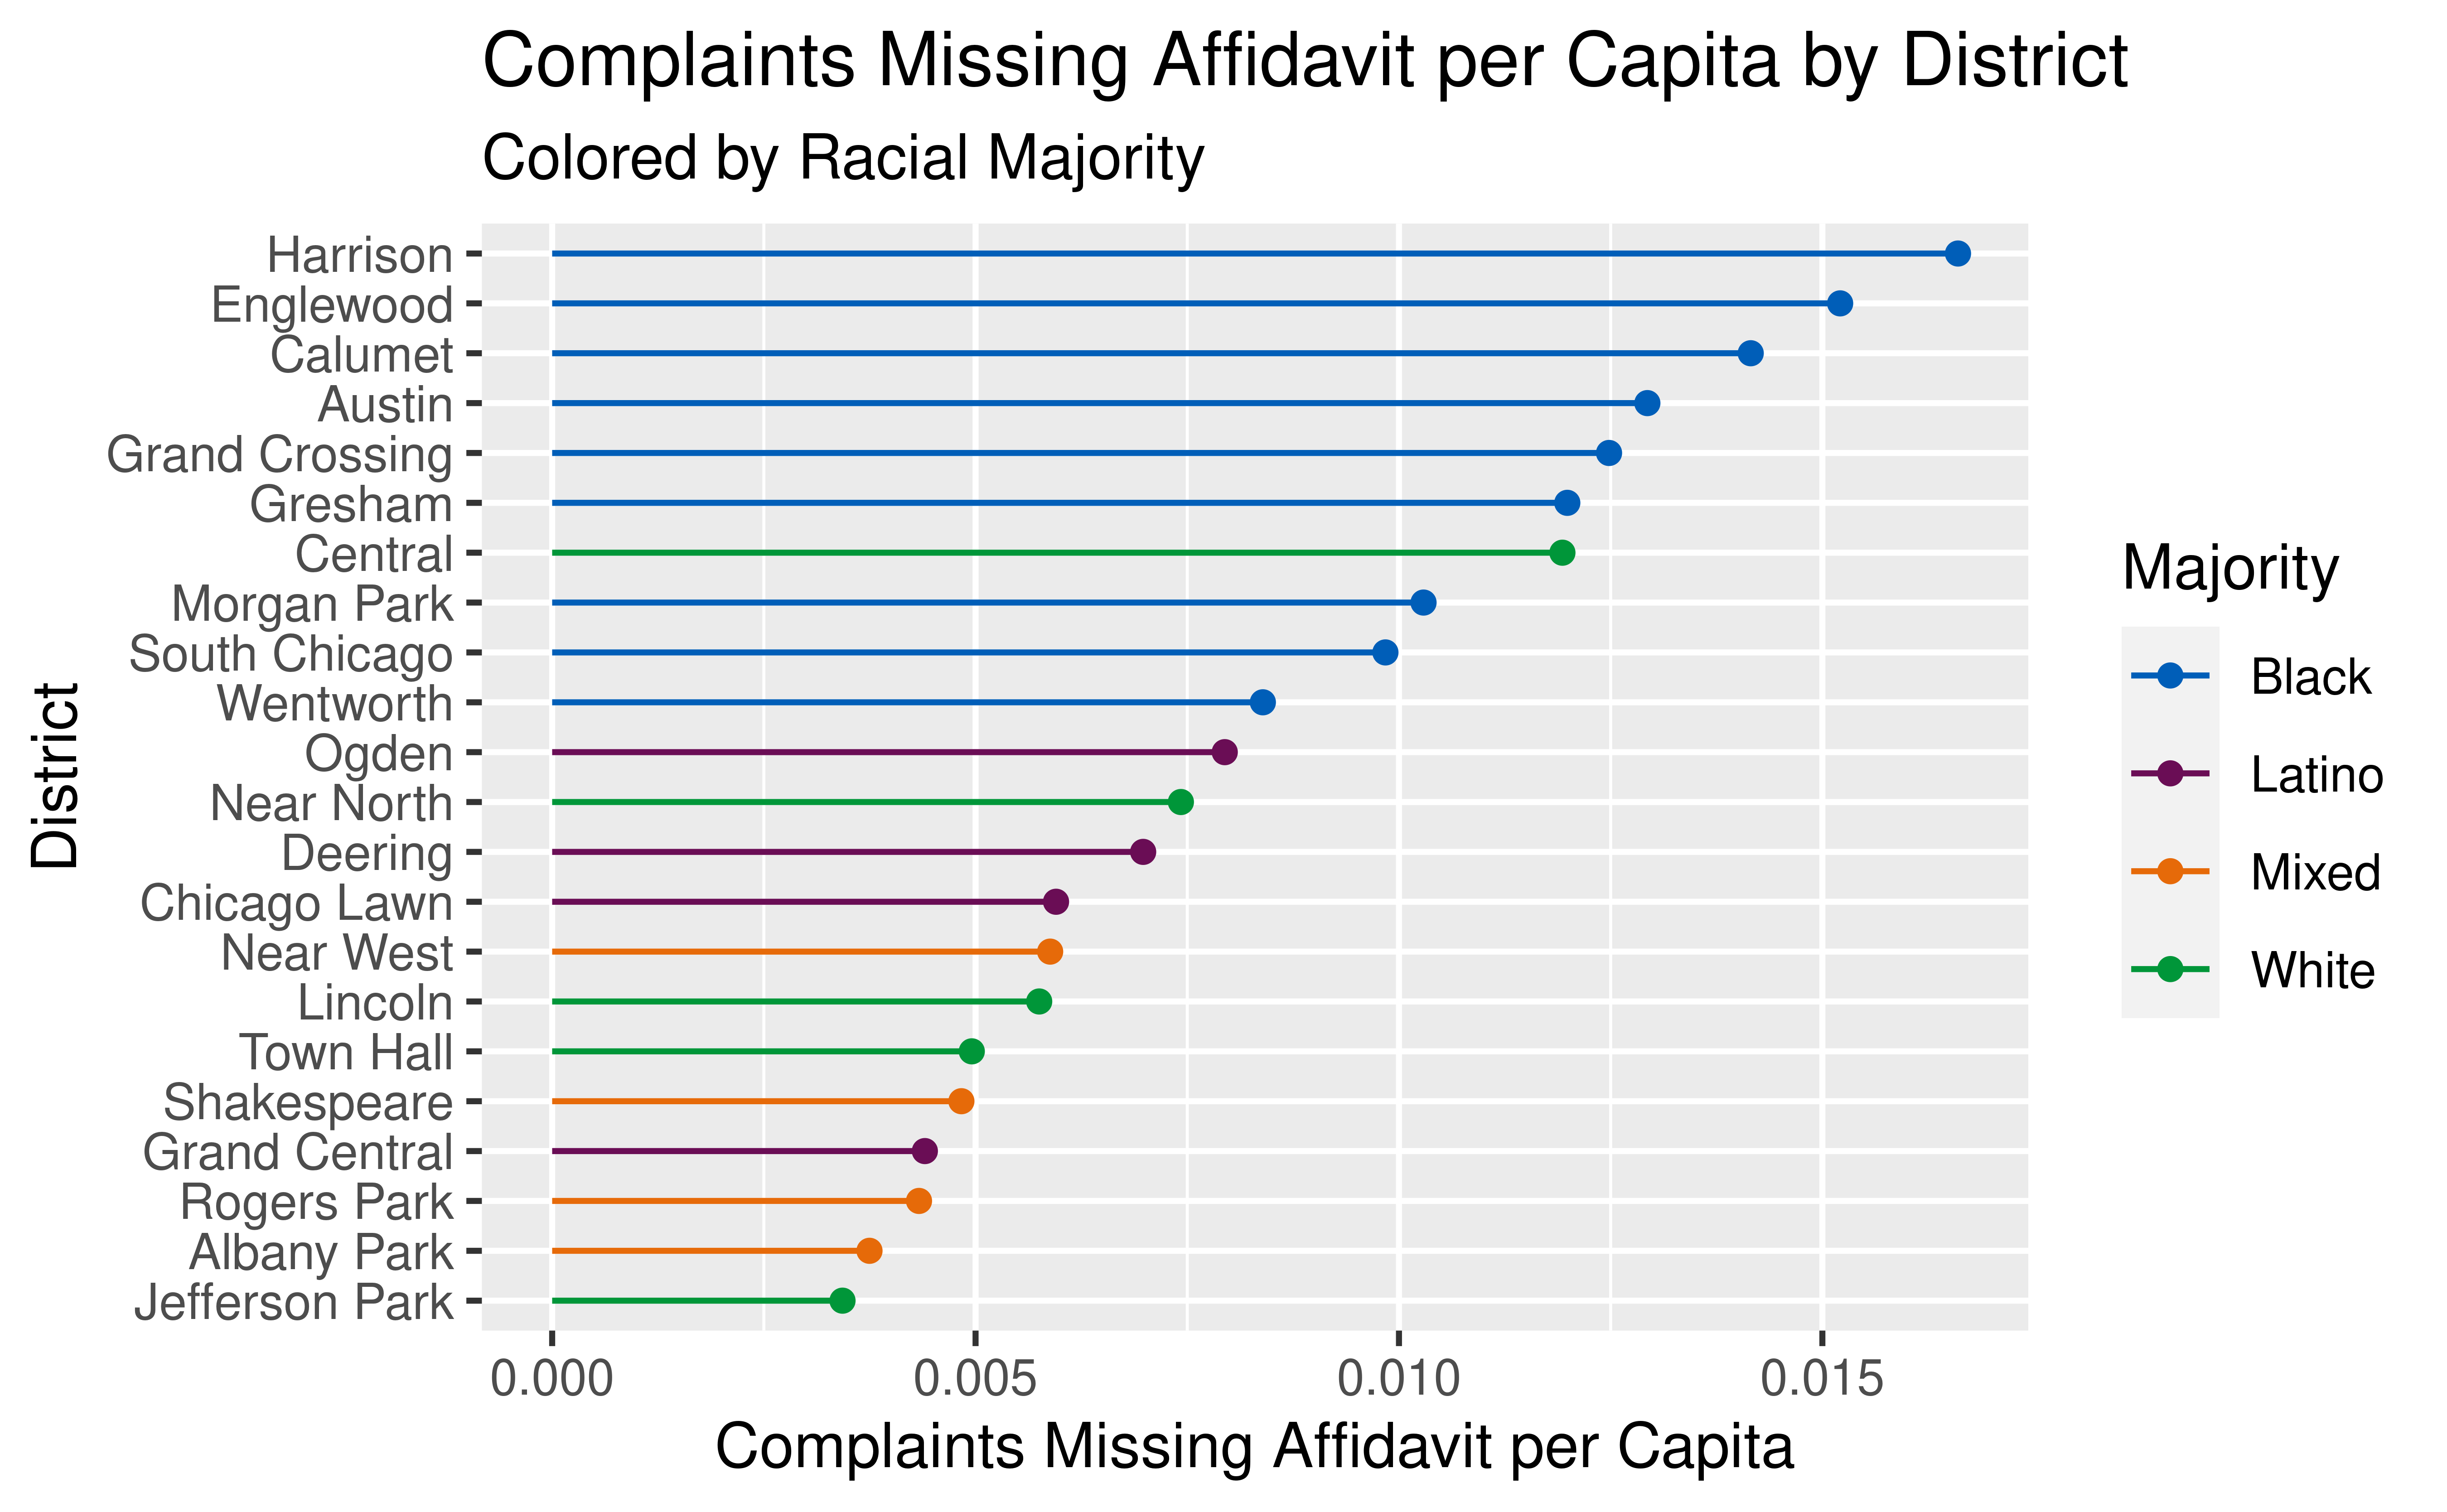 Complaints Missing Affidavit per Capita by District
Colored by Racial Majority
District
Harrison
Englewood
Calumet
Austin
Grand Crossing
Gresham
Central
Morgan Park
South Chicago
Wentworth
Ogden
Near North
Deering
Chicago Lawn
Near West
Lincoln
Town Hall
Shakespeare
Grand Central
Rogers Park
Albany Park
Jefferson Park
0.000 0.005 0.010 0.015
Complaints Missing Affidavit per Capita
Majority
Black
Latino
Mixed
White